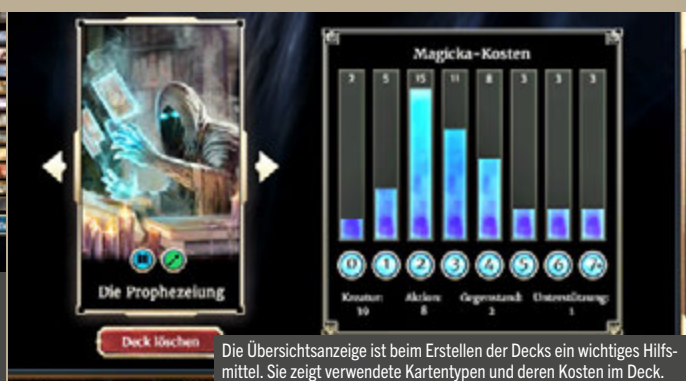 Magicka-Kosten
2 5 15 11 8 3 3 3
0 1 2 3 4 5 6 7+
Kreatur: Aktion: Gegenstand: Unterstützung:
39 8 2 1
Die Prophezeiung
Deck löschen
Die Übersichtsanzeige ist beim Erstellen der Decks ein wichtiges Hilfs-
mittel. Sie zeigt verwendete Kartentypen und deren Kosten im Deck.